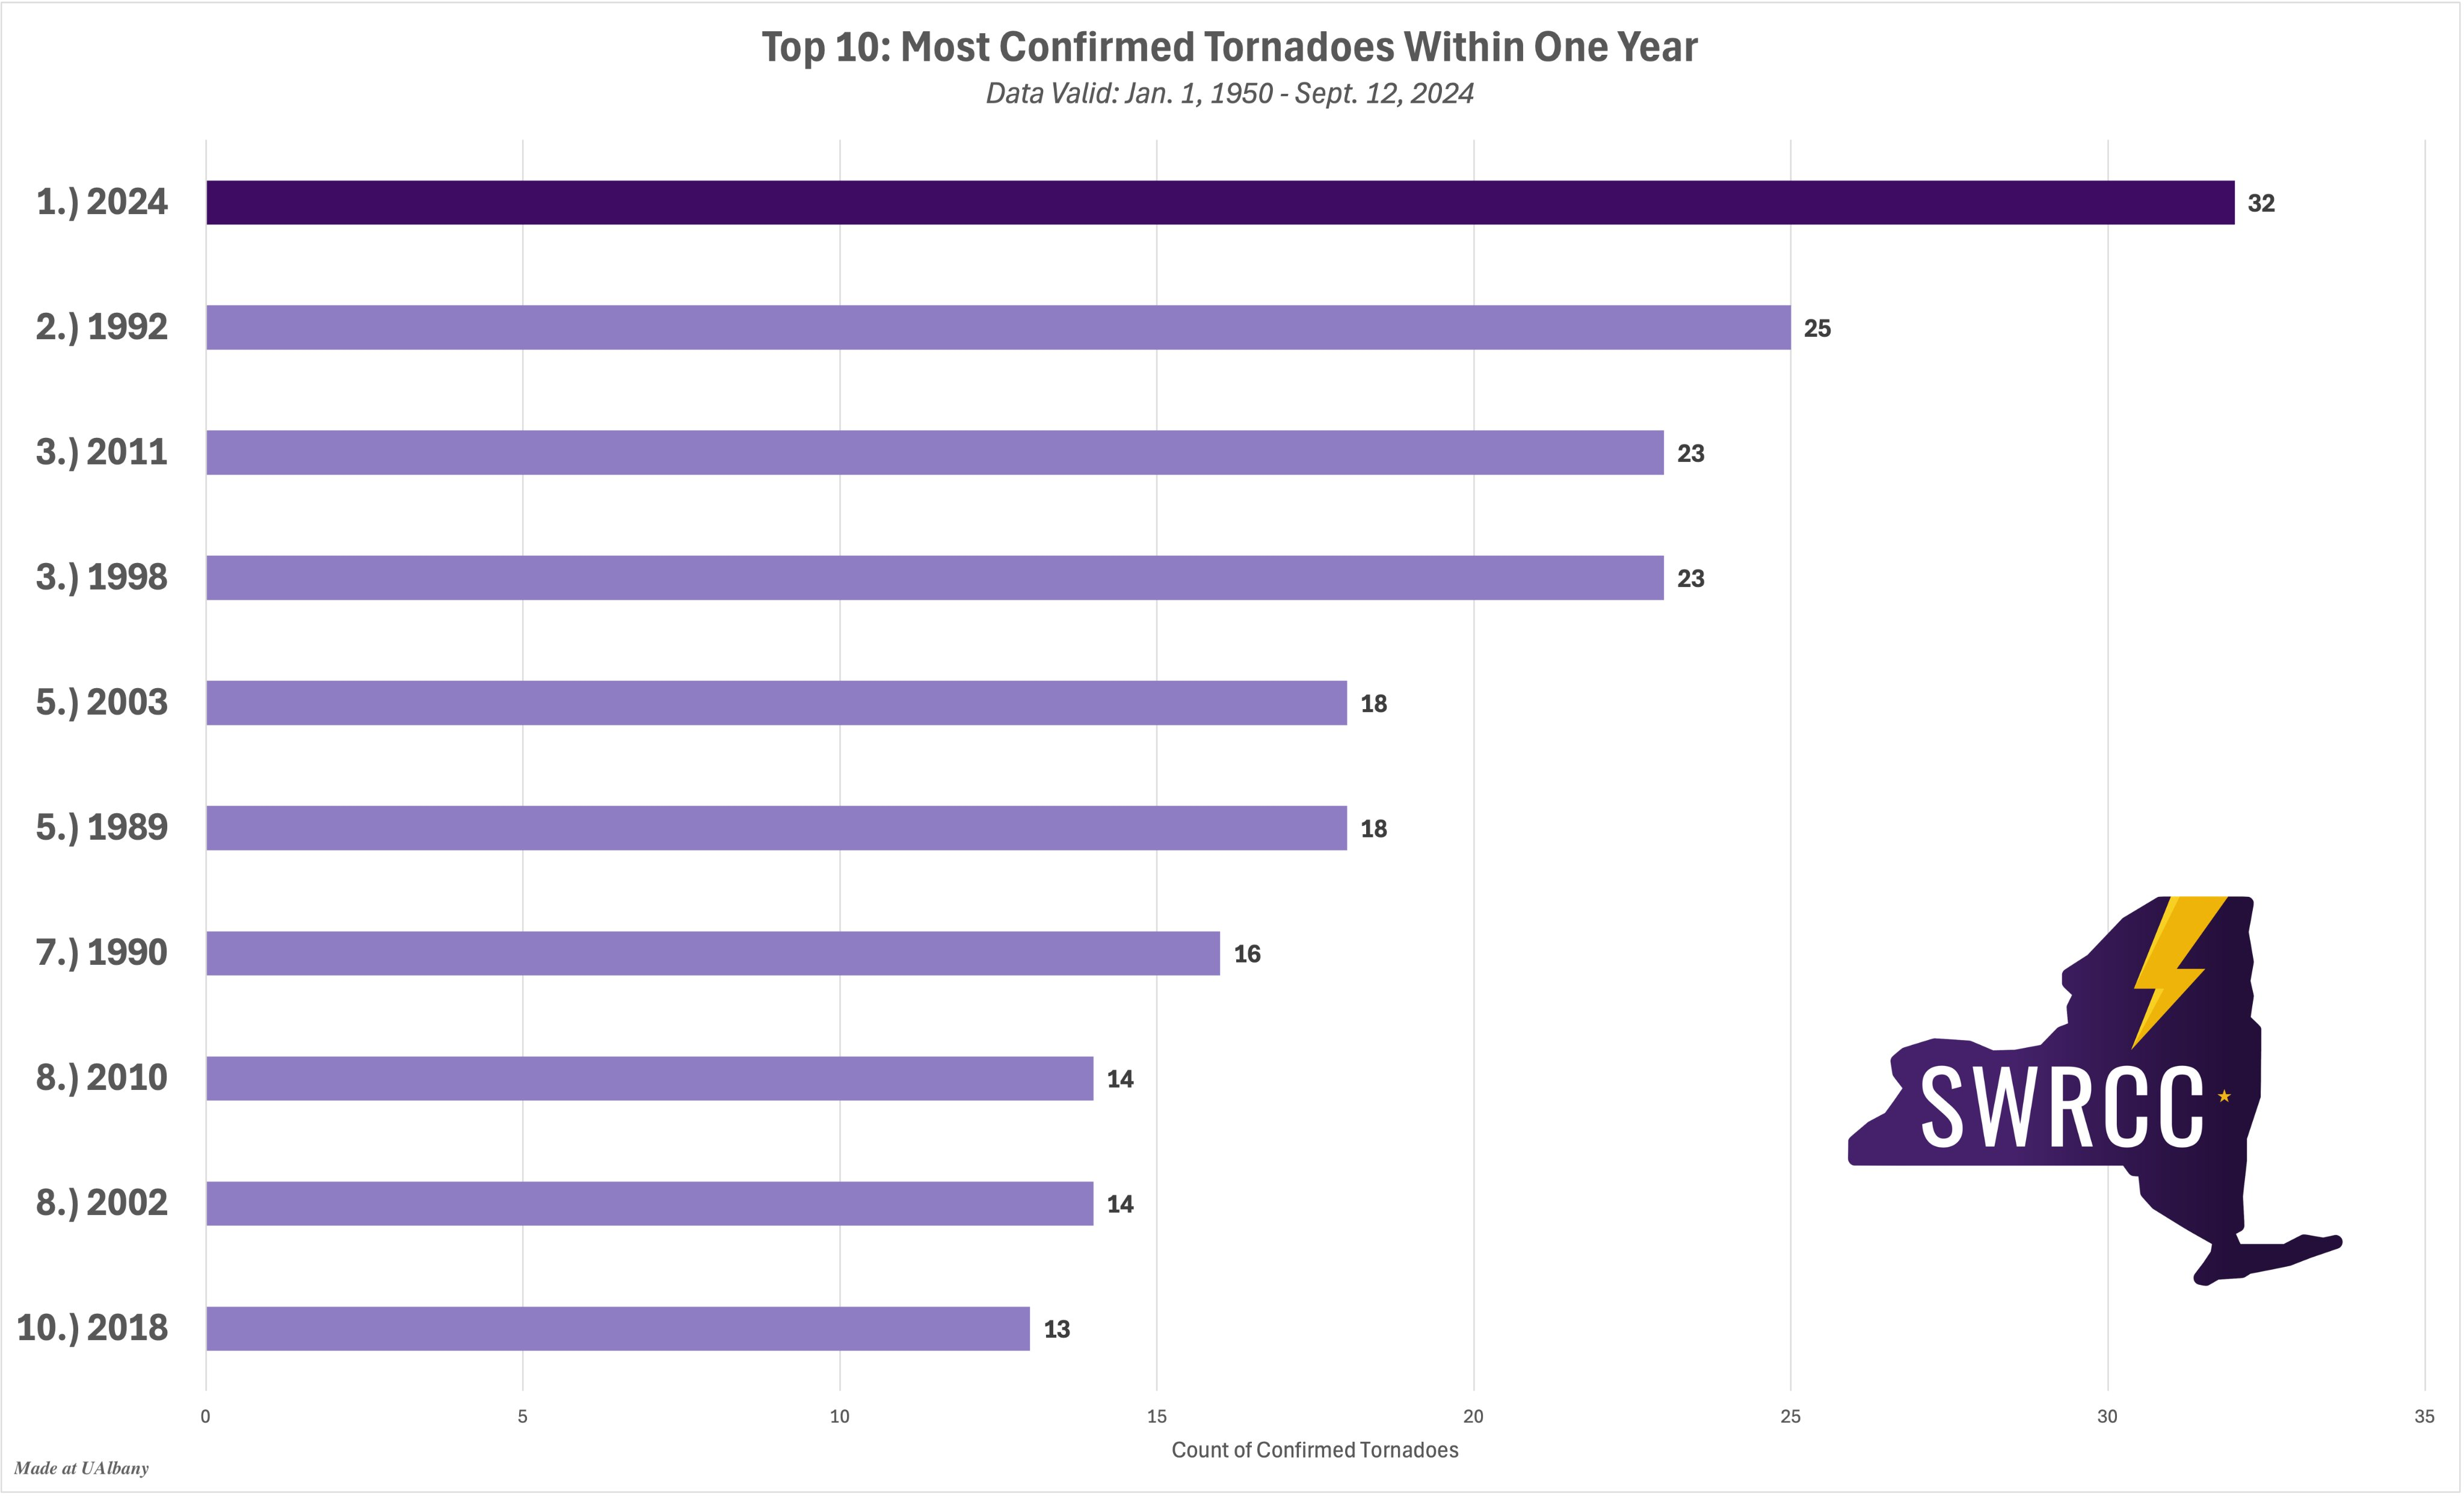 Top 10: Most Confirmed Tornadoes Within One Year
Data Valid: Jan. 1, 1950 - Sept. 12, 2024
1.) 2024 32
2.) 1992 25
3.) 2011 23
3.) 1998 23
5.) 2003 18
5.) 1989 18
7.) 1990 16
8.) 2010 14
SWRCC
8.) 2002 14
10.) 2018 13
0 5 10 15 20 25 30 35
Count of Confirmed Tornadoes
Made at UAlbany